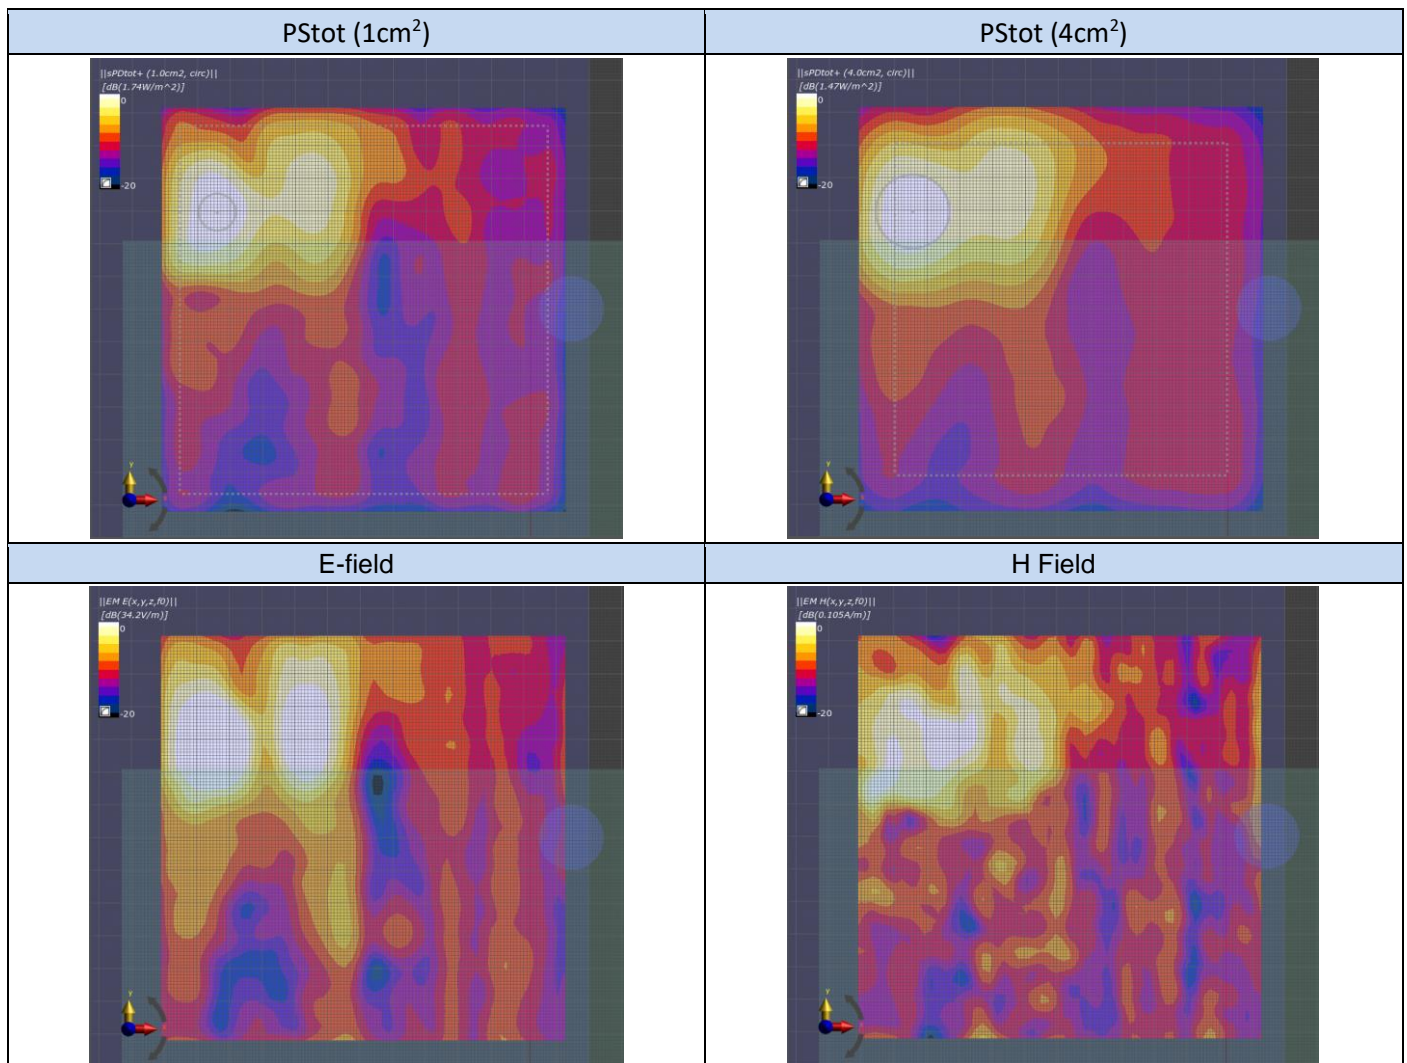 PStot (1cm²)
PStot (4cm²)
||sPDtot+ (1.0cm2, circ)||
[dB(1.74W/m^2)]
0
-20
Y
||sPDtot+ (4.0cm2, circ)||
[dB(1.47W/m^2)]
0
-20
Y
E-field
H Field
||EM E(x,y,z,f0)||
[dB(34.2V/m)]
0
-20
Y
||EM H(x,y,z,f0)||
[dB(0.105A/m)]
0
-20
Y